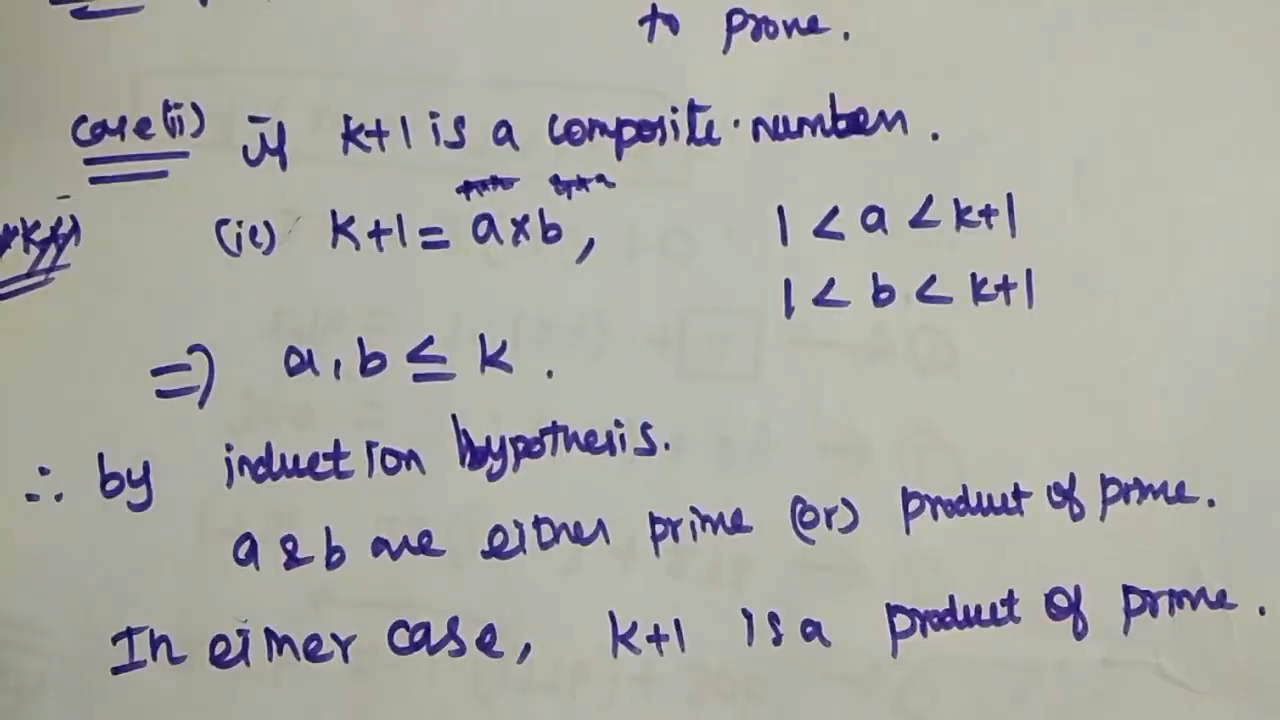 to prove.
case(ii) if k+1 is a composite number.
(ie) k+1 = a×b, 1 < a < k+1
1 < b < k+1
=) a, b ≤ k.
∴ by induction hypothesis.
a & b are either prime (or) product of prime.
In either case, k+1 is a product of prime.